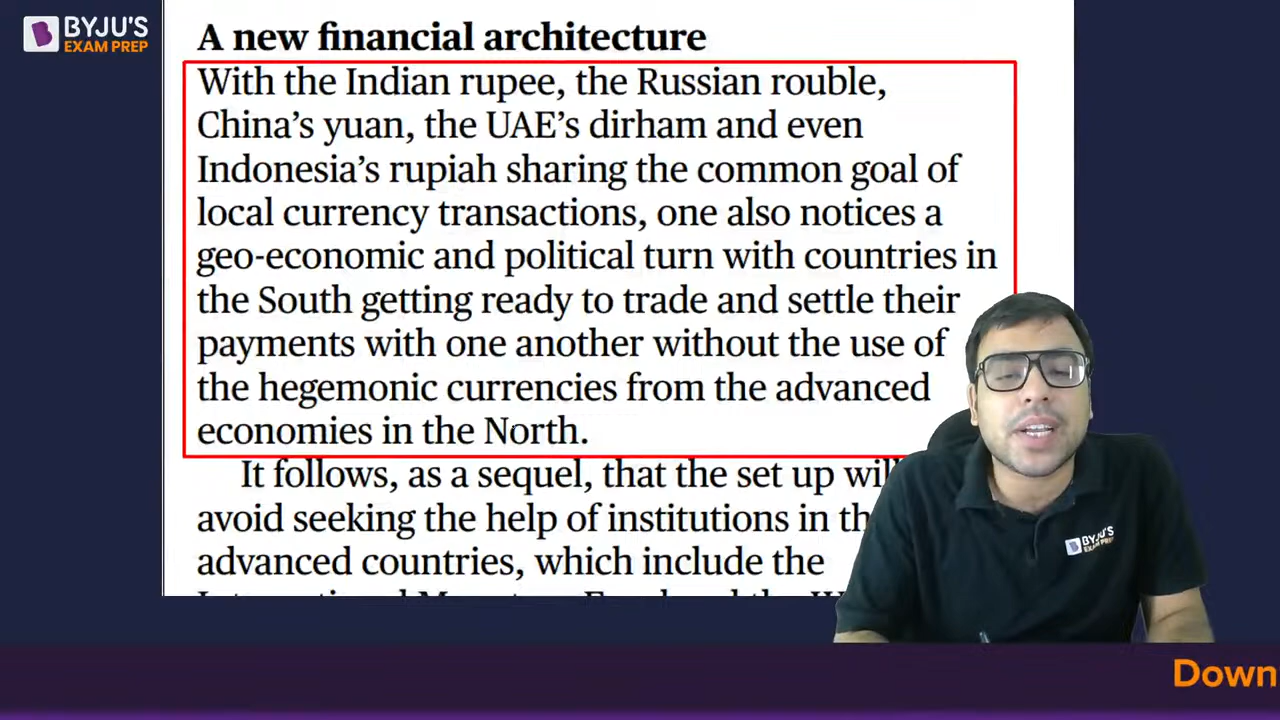 BYJU'S
EXAM PREP
A new financial architecture
With the Indian rupee, the Russian rouble,
China's yuan, the UAE's dirham and even
Indonesia's rupiah sharing the common goal of
local currency transactions, one also notices a
geo-economic and political turn with countries in
the South getting ready to trade and settle their
payments with one another without the use of
the hegemonic currencies from the advanced
economies in the North.
It follows, as a sequel, that the set up will
avoid seeking the help of institutions in
advanced countries, which include the
BYJU'S
EXAM PREP
Down